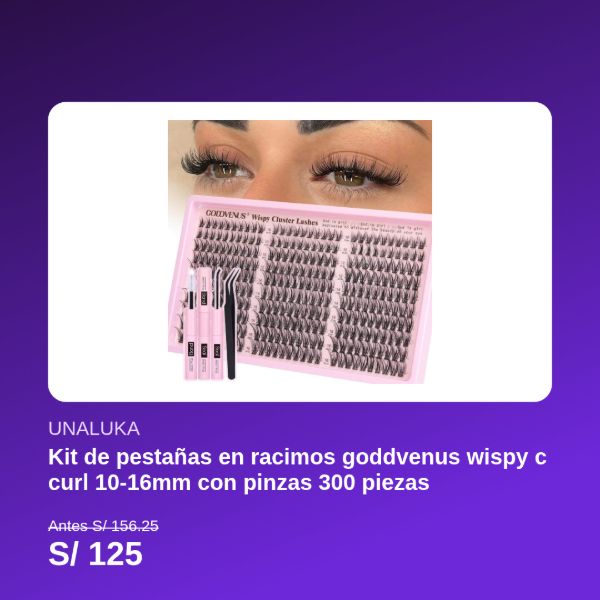 GODDVENUS® Wispy Cluster Lashes
UNALUKA
Kit de pestañas en racimos goddvenus wispy c
curl 10-16mm con pinzas 300 piezas
Antes S/ 156.25
S/ 125